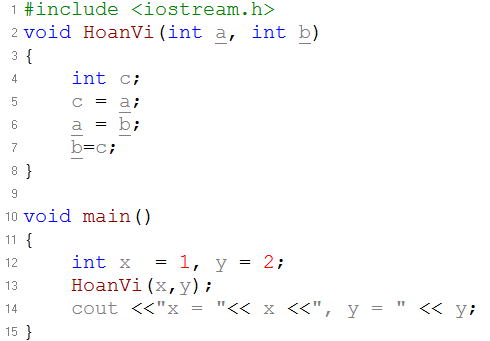 1 #include <iostream.h>
2 void HoanVi(int a, int b)
3 {
4     int c;
5     c = a;
6     a = b;
7     b=c;
8 }
9
10 void main()
11 {
12     int x  = 1, y = 2;
13     HoanVi(x,y);
14     cout <<"x = "<< x <<", y = " << y;
15 }